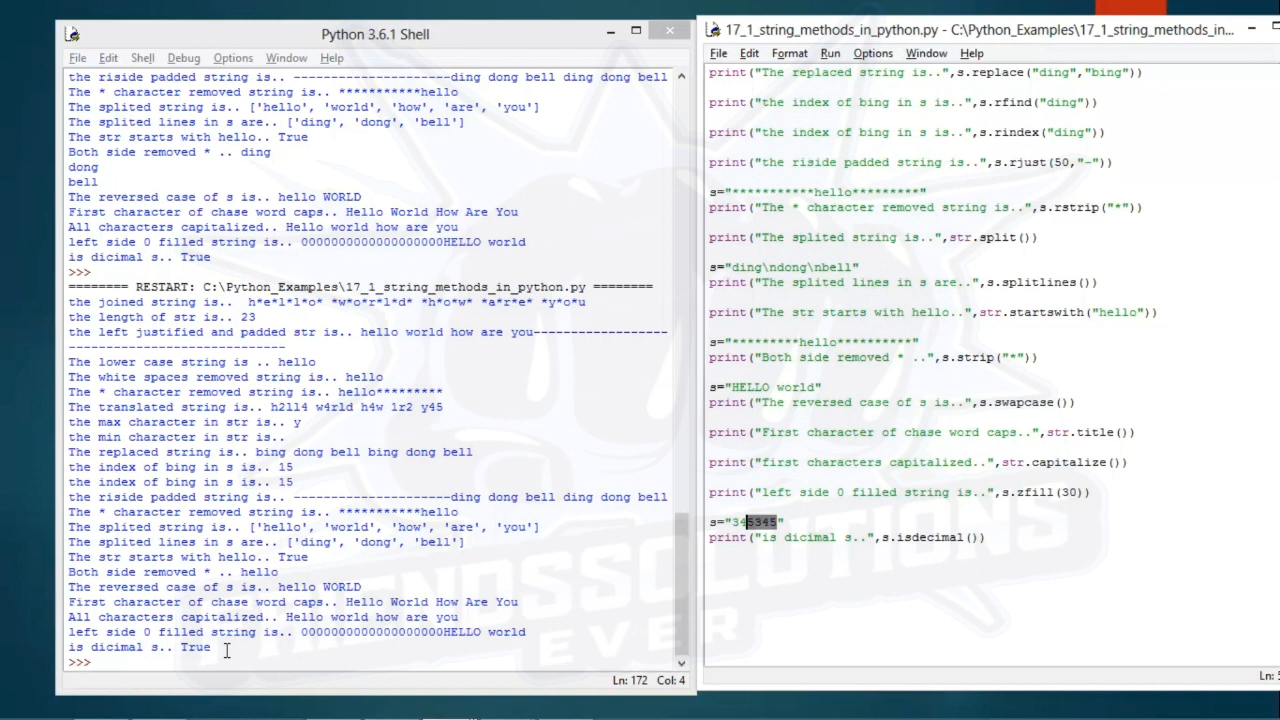 Python 3.6.1 Shell
File Edit Shell Debug Options Window Help
the riside padded string is.. ---------------------ding dong bell ding dong bell
The * character removed string is.. ***********hello
The splited string is.. ['hello', 'world', 'how', 'are', 'you']
The splited lines in s are.. ['ding', 'dong', 'bell']
The str starts with hello.. True
Both side removed * .. ding
dong
bell
The reversed case of s is.. hello WORLD
First character of chase word caps.. Hello World How Are You
All characters capitalized.. Hello world how are you
left side 0 filled string is.. 0000000000000000000HELLO world
is dicimal s.. True
>>>
======== RESTART: C:\Python_Examples\17_1_string_methods_in_python.py ========
the joined string is..  h*e*l*l*o* *w*o*r*l*d* *h*o*w* *a*r*e* *y*o*u
the length of str is.. 23
the left justified and padded str is.. hello world how are you------------------
-----------------------------
The lower case string is .. hello
The white spaces removed string is.. hello
The * character removed string is.. hello*********
The translated string is.. h2ll4 w4rld h4w 1r2 y45
the max character in str is.. y
the min character in str is..
The replaced string is.. bing dong bell bing dong bell
the index of bing in s is.. 15
the index of bing in s is.. 15
the riside padded string is.. ---------------------ding dong bell ding dong bell
The * character removed string is.. ***********hello
The splited string is.. ['hello', 'world', 'how', 'are', 'you']
The splited lines in s are.. ['ding', 'dong', 'bell']
The str starts with hello.. True
Both side removed * .. hello
The reversed case of s is.. hello WORLD
First character of chase word caps.. Hello World How Are You
All characters capitalized.. Hello world how are you
left side 0 filled string is.. 0000000000000000000HELLO world
is dicimal s.. True
>>>
Ln: 172 Col: 4
17_1_string_methods_in_python.py - C:\Python_Examples\17_1_string_methods_in...
File Edit Format Run Options Window Help
print("The replaced string is..",s.replace("ding","bing"))
print("the index of bing in s is..",s.rfind("ding"))
print("the index of bing in s is..",s.rindex("ding"))
print("the riside padded string is..",s.rjust(50,"-"))
s="***********hello*********"
print("The * character removed string is..",s.rstrip("*"))
print("The splited string is..",str.split())
s="ding\ndong\nbell"
print("The splited lines in s are..",s.splitlines())
print("The str starts with hello..",str.startswith("hello"))
s="*********hello**********"
print("Both side removed * ..",s.strip("*"))
s="HELLO world"
print("The reversed case of s is..",s.swapcase())
print("First character of chase word caps..",str.title())
print("first characters capitalized..",str.capitalize())
print("left side 0 filled string is..",s.zfill(30))
s="345345"
print("is dicimal s..",s.isdecimal())
Ln: 5
FRIENDSSOLUTIONS
EVER